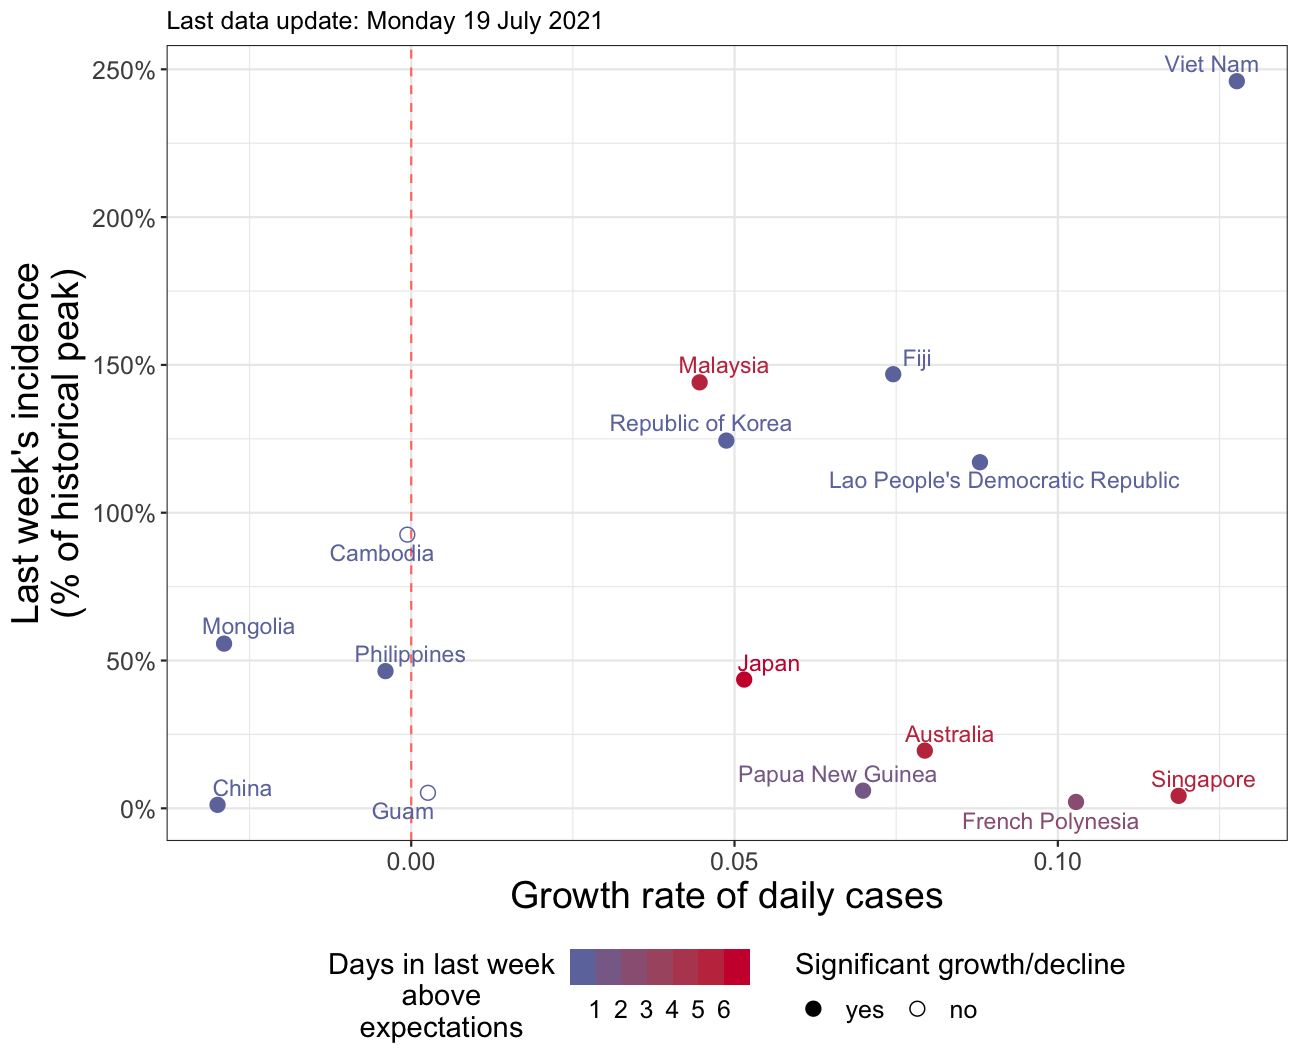 Last data update: Monday 19 July 2021
250%
200%
150%
100%
50%
0%
Last week's incidence
(% of historical peak)
Viet Nam
Fiji
Malaysia
Republic of Korea
Lao People's Democratic Republic
Cambodia
Mongolia
Philippines
Japan
Australia
Papua New Guinea
Singapore
China
Guam
French Polynesia
0.00 0.05 0.10
Growth rate of daily cases
Days in last week
above
expectations
1 2 3 4 5 6
Significant growth/decline
yes no